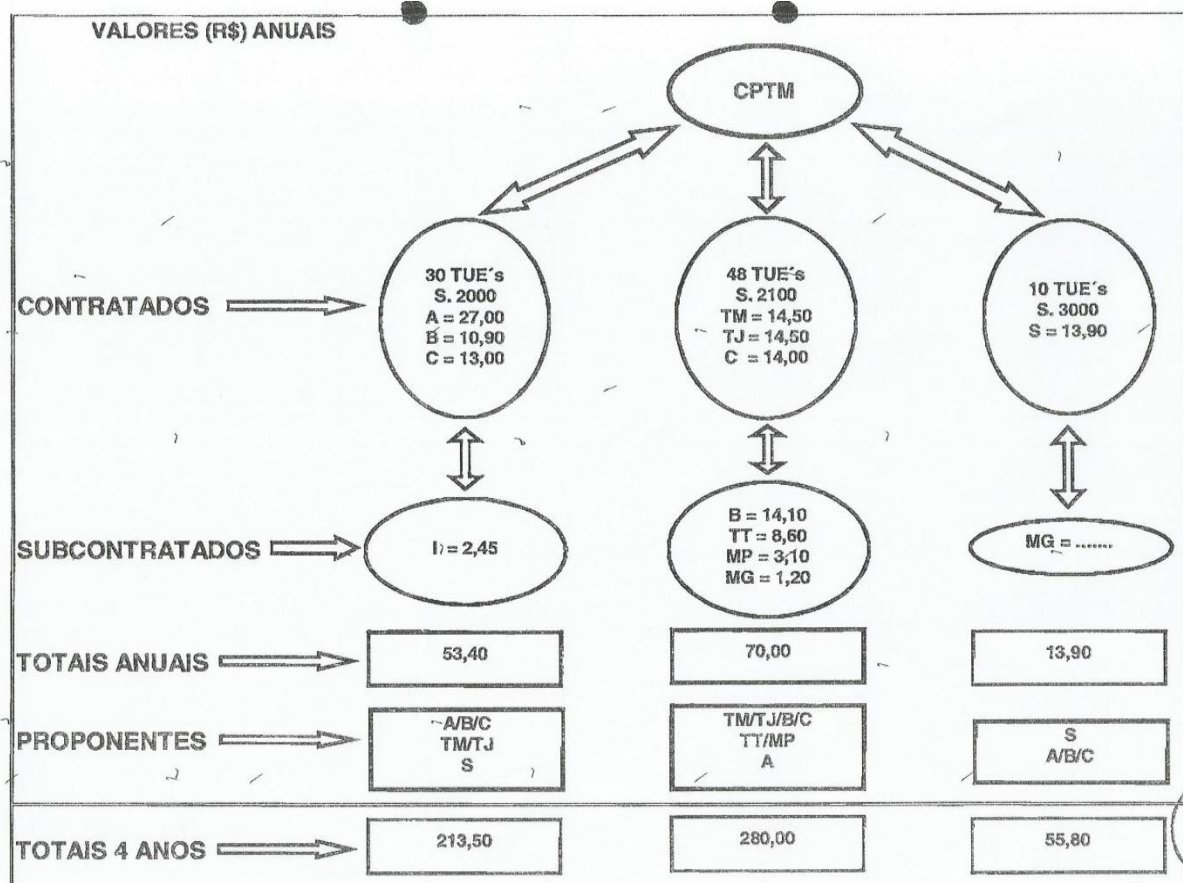 VALORES (R$) ANUAIS
CPTM
CONTRATADOS
30 TUE´s
S. 2000
A = 27,00
B = 10,90
C = 13,00
48 TUE´s
S. 2100
TM = 14,50
TJ = 14,50
C = 14,00
10 TUE´s
S. 3000
S = 13,90
SUBCONTRATADOS
I = 2,45
B = 14,10
TT = 8,60
MP = 3,10
MG = 1,20
MG = .......
TOTAIS ANUAIS
53,40
70,00
13,90
PROPONENTES
A/B/C
TM/TJ
S
TM/TJ/B/C
TT/MP
A
S
A/B/C
TOTAIS 4 ANOS
213,50
280,00
55,80